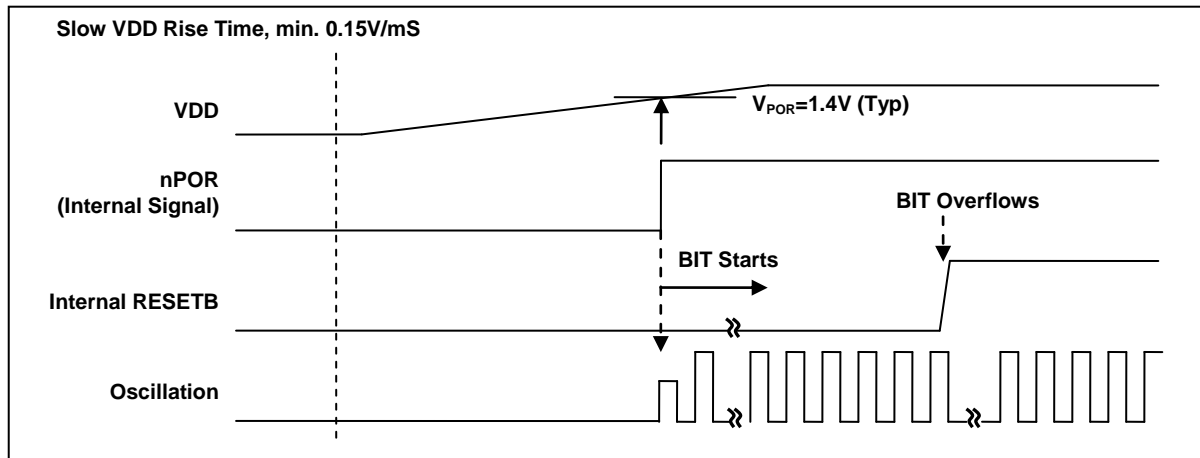 Slow VDD Rise Time, min. 0.15V/mS
VDD
VPOR=1.4V (Typ)
nPOR
(Internal Signal)
BIT Overflows
BIT Starts
Internal RESETB
Oscillation